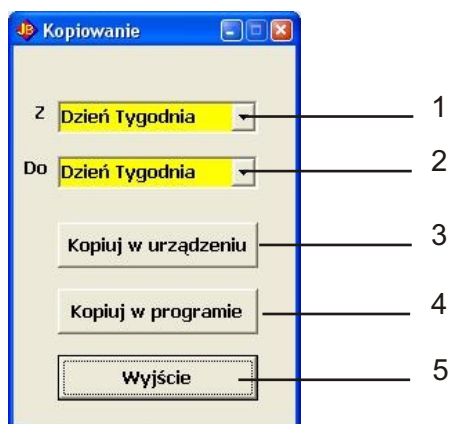 JB Kopiowanie
Z Dzień Tygodnia 1
Do Dzień Tygodnia 2
Kopiuj w urządzeniu 3
Kopiuj w programie 4
Wyjście 5